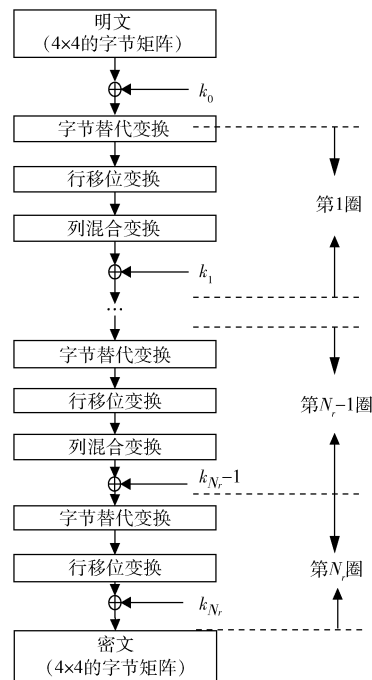 明文
(4×4的字节矩阵)
k₀
字节替代变换
行移位变换
第1圈
列混合变换
k₁
...
字节替代变换
行移位变换
第Nᵣ-1圈
列混合变换
k_{Nᵣ}-1
字节替代变换
行移位变换
第Nᵣ圈
k_{Nᵣ}
密文
(4×4的字节矩阵)